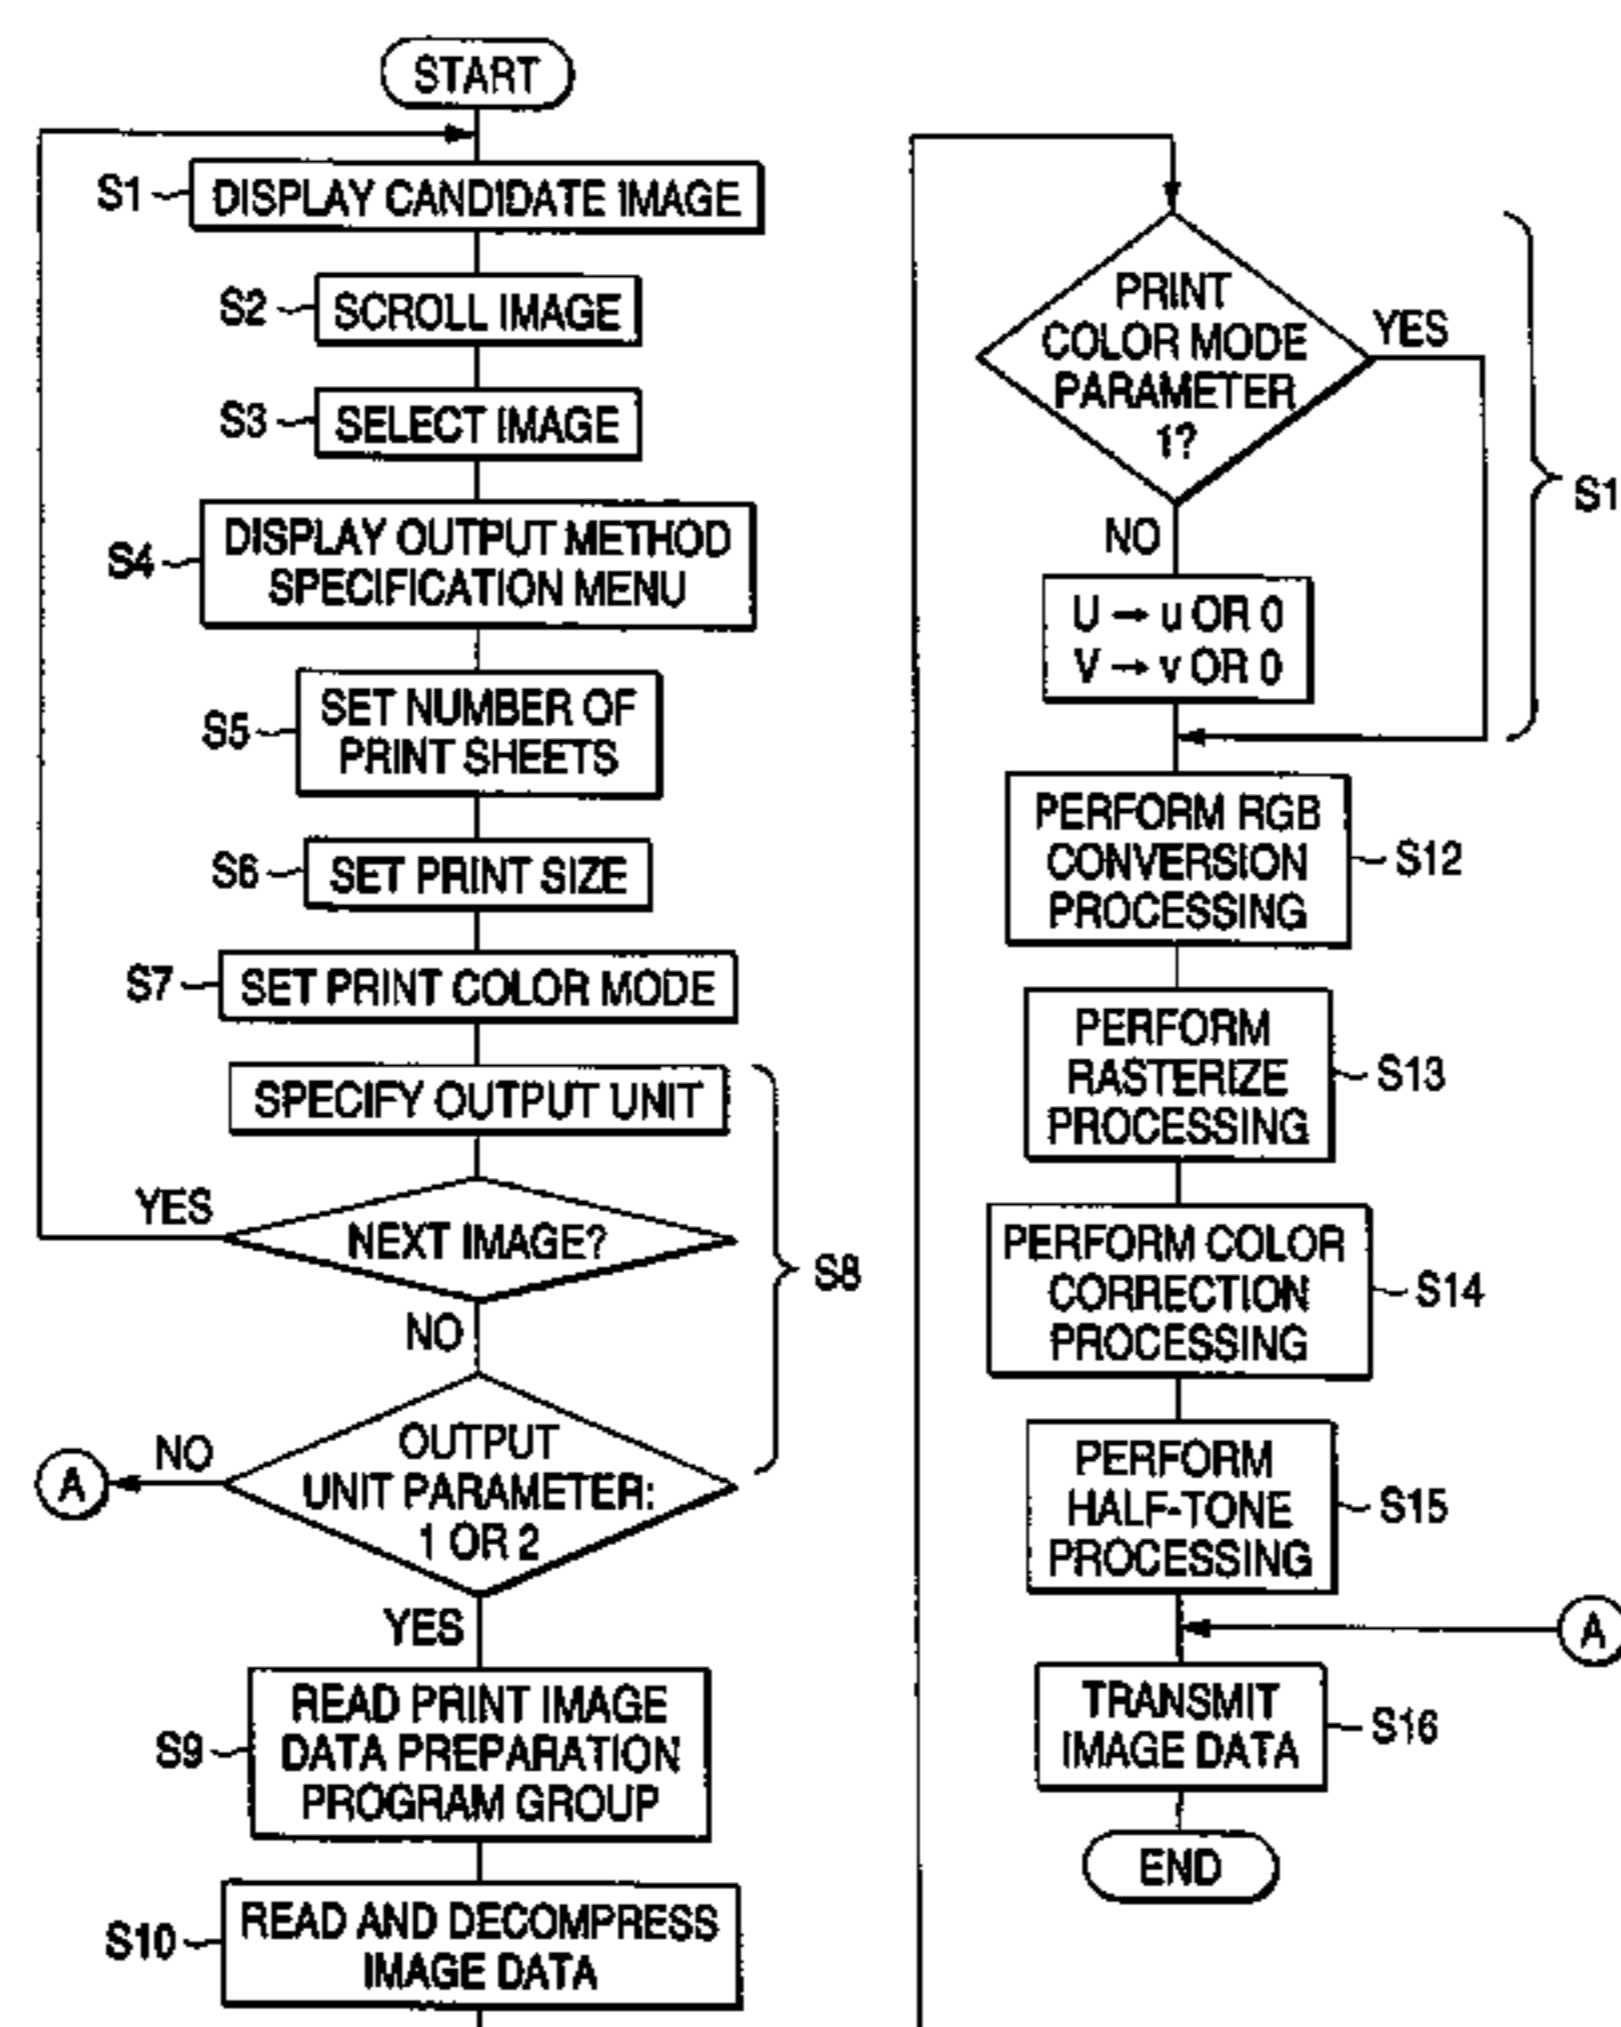 START
S1
DISPLAY CANDIDATE IMAGE
S2
SCROLL IMAGE
S3
SELECT IMAGE
S4
DISPLAY OUTPUT METHOD
SPECIFICATION MENU
S5
SET NUMBER OF
PRINT SHEETS
S6
SET PRINT SIZE
S7
SET PRINT COLOR MODE
SPECIFY OUTPUT UNIT
YES
NEXT IMAGE?
S8
NO
A
NO
OUTPUT
UNIT PARAMETER:
1 OR 2
YES
S9
READ PRINT IMAGE
DATA PREPARATION
PROGRAM GROUP
S10
READ AND DECOMPRESS
IMAGE DATA
PRINT
COLOR MODE
PARAMETER
1?
YES
S1
NO
U → u OR 0
V → v OR 0
PERFORM RGB
CONVERSION
PROCESSING
S12
PERFORM
RASTERIZE
PROCESSING
S13
PERFORM COLOR
CORRECTION
PROCESSING
S14
PERFORM
HALF-TONE
PROCESSING
S15
A
TRANSMIT
IMAGE DATA
S16
END